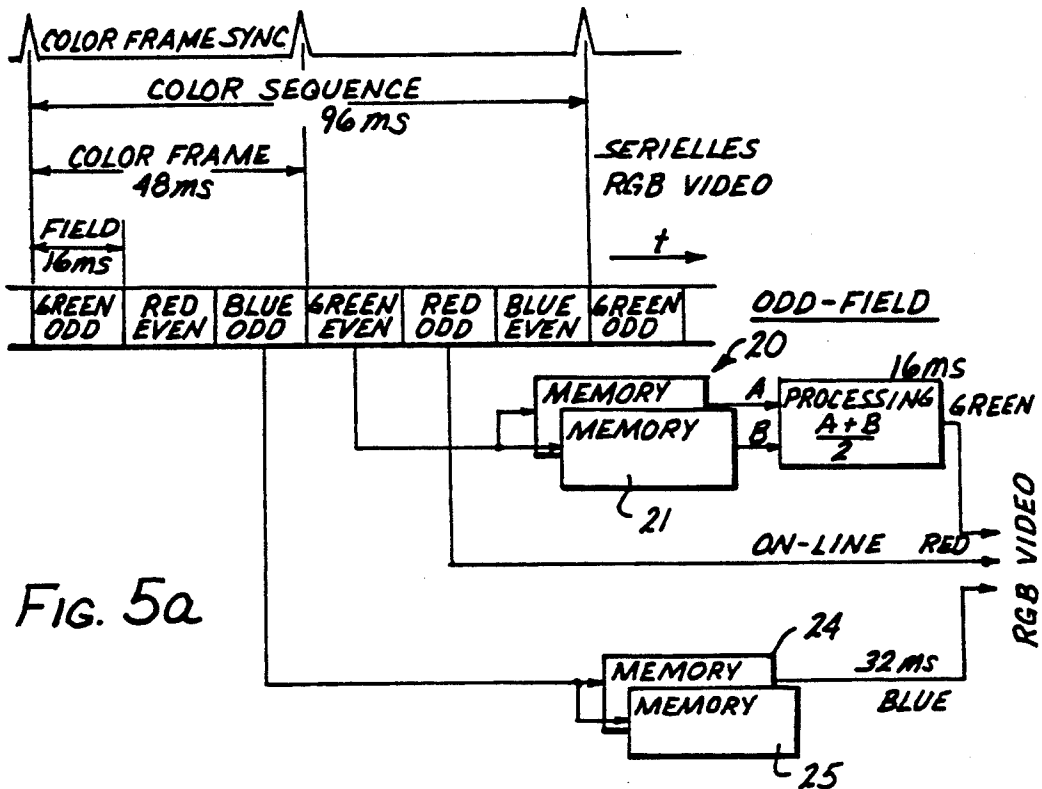 COLOR FRAME SYNC
COLOR SEQUENCE
96ms
COLOR FRAME
48ms
SERIELLES
RGB VIDEO
FIELD
16ms
t
GREEN ODD
RED EVEN
BLUE ODD
GREEN EVEN
RED ODD
BLUE EVEN
GREEN ODD
ODD-FIELD
20
16ms
MEMORY
A
PROCESSING
A+B
2
GREEN
MEMORY
B
21
ON-LINE RED
RGB VIDEO
FIG. 5a
24
MEMORY
32ms
BLUE
MEMORY
25